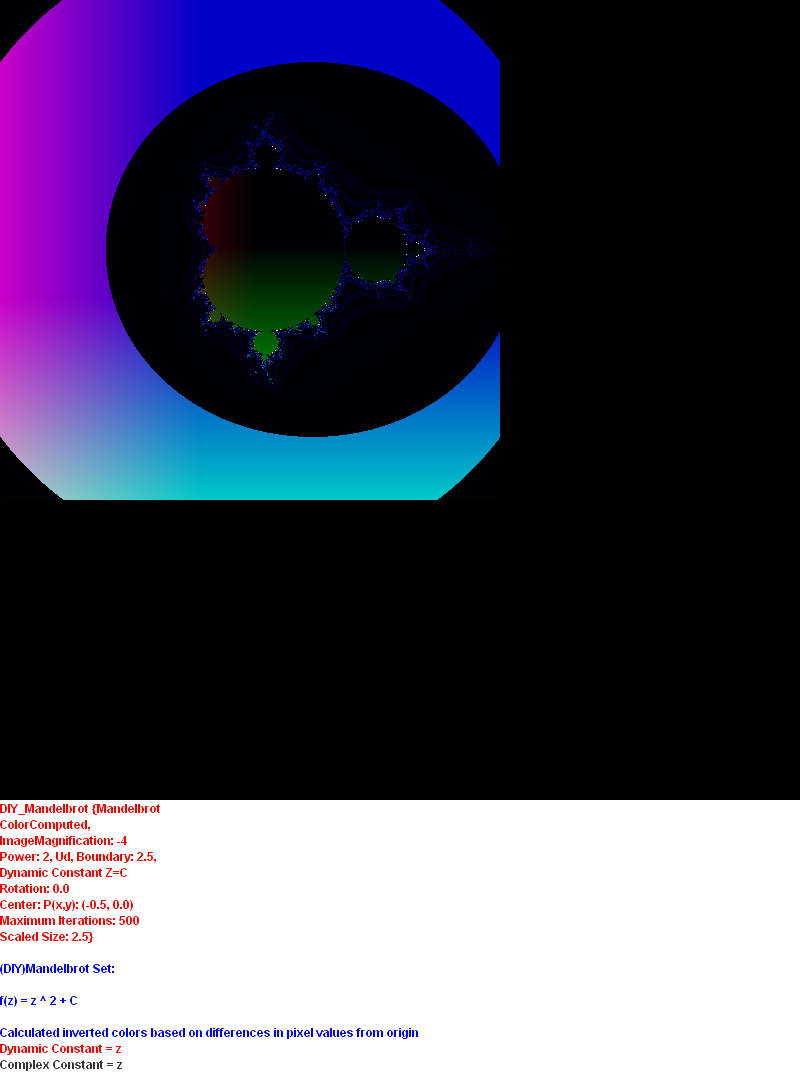 DIY_Mandelbrot {Mandelbrot
ColorComputed,
ImageMagnification: -4
Power: 2, Ud, Boundary: 2.5,
Dynamic Constant Z=C
Rotation: 0.0
Center: P(x,y): (-0.5, 0.0)
Maximum Iterations: 500
Scaled Size: 2.5}
(DIY)Mandelbrot Set:
f(z) = z ^ 2 + C
Calculated inverted colors based on differences in pixel values from origin
Dynamic Constant = z
Complex Constant = z